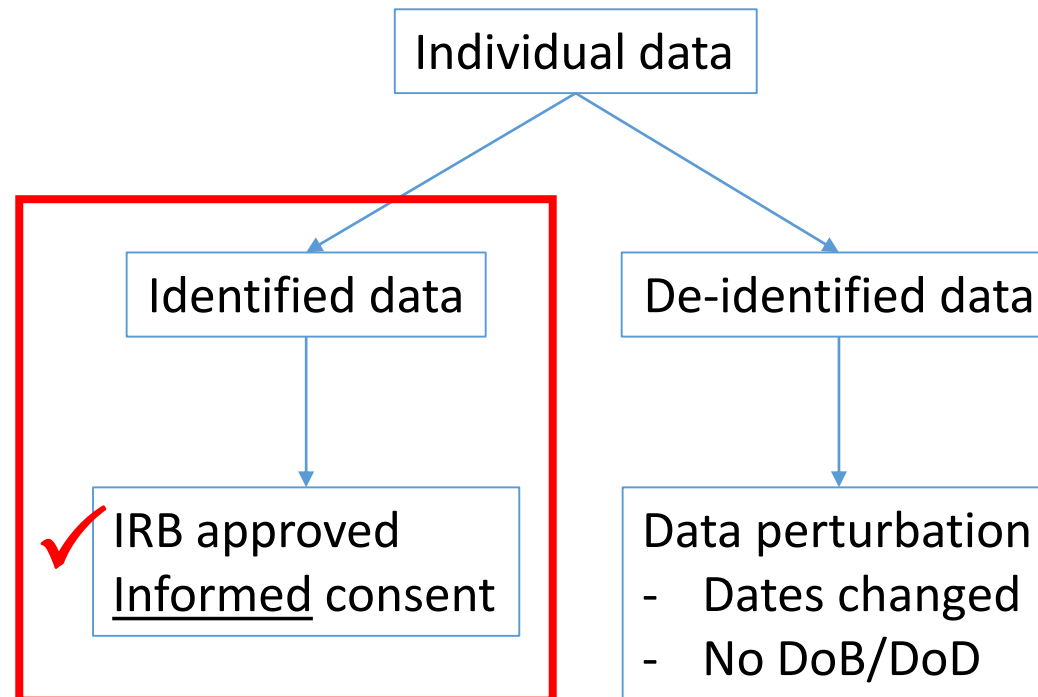 Individual data
Identified data
De-identified data
IRB approved
Informed consent
Data perturbation
- Dates changed
- No DoB/DoD